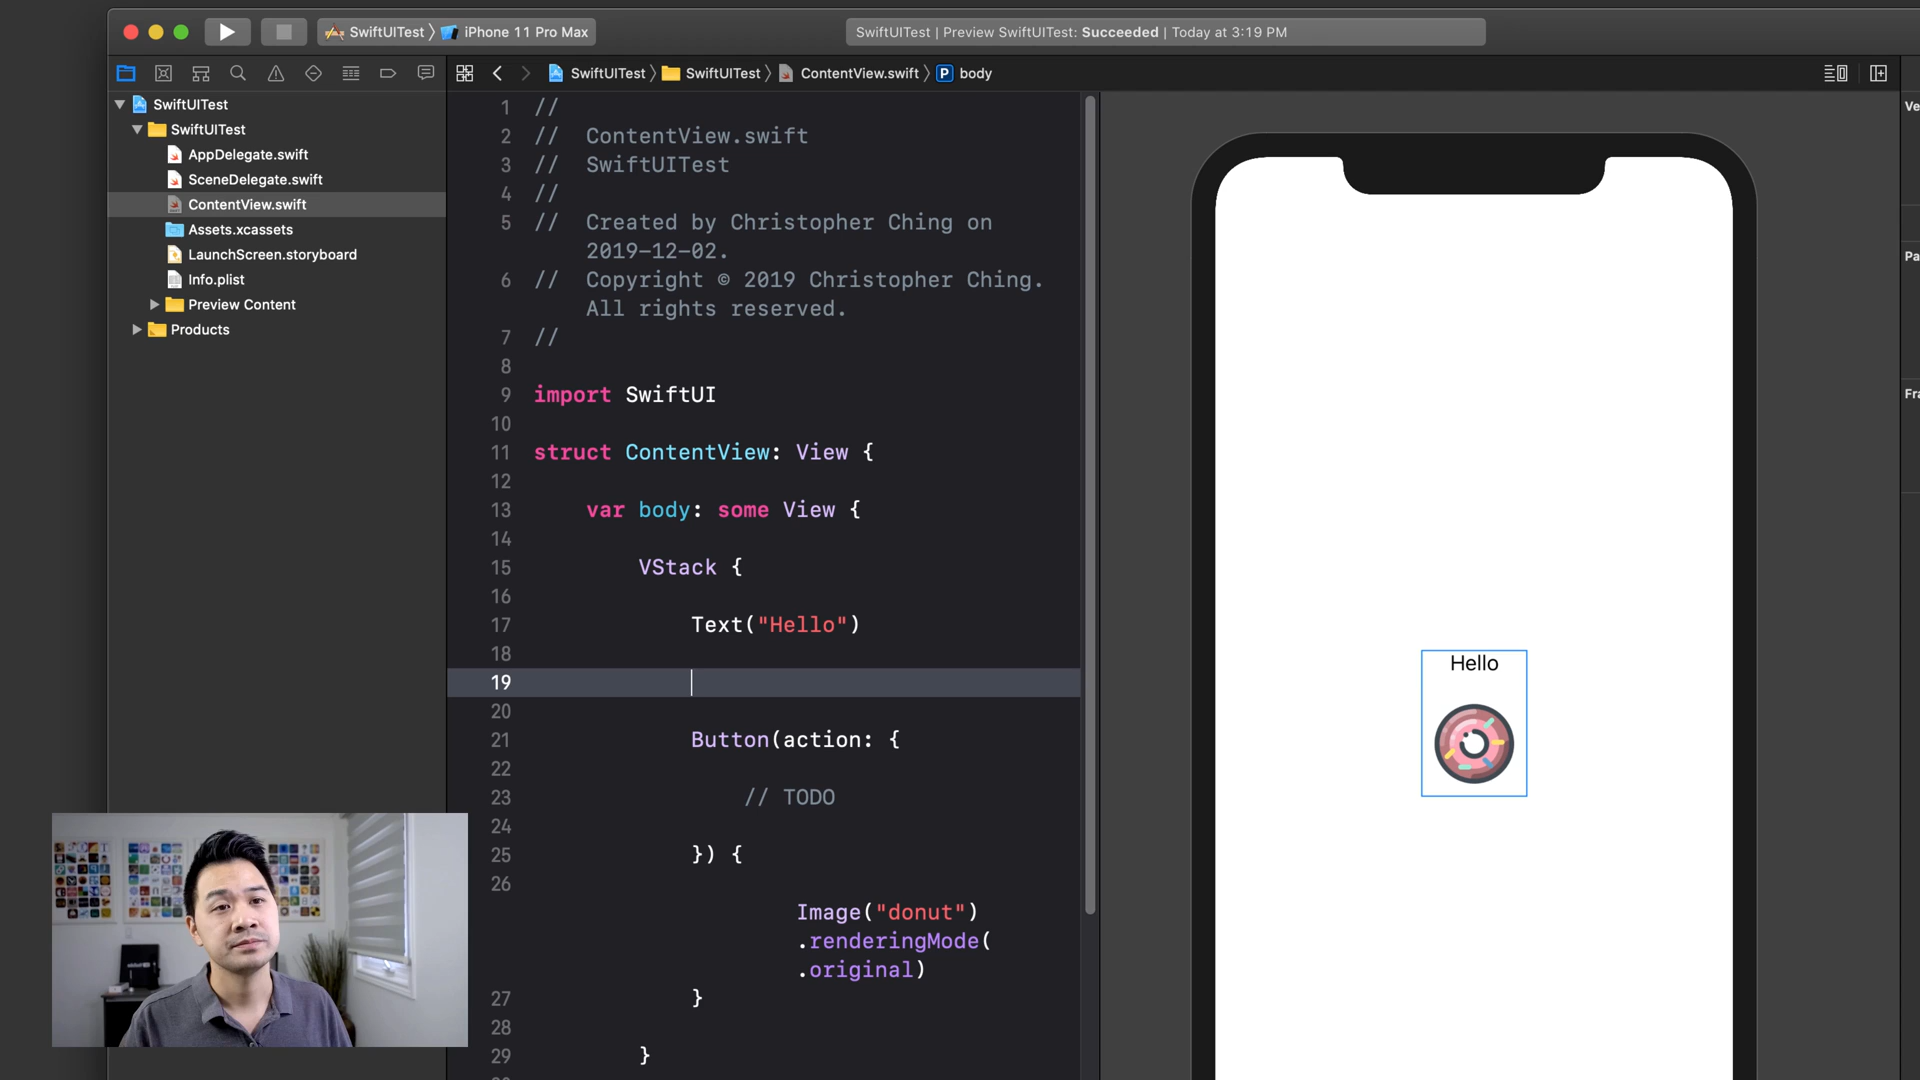 SwiftUITest 〉 iPhone 11 Pro Max
SwiftUITest | Preview SwiftUITest: Succeeded | Today at 3:19 PM
SwiftUITest 〉 SwiftUITest 〉 ContentView.swift 〉 P body
SwiftUITest
SwiftUITest
AppDelegate.swift
SceneDelegate.swift
ContentView.swift
Assets.xcassets
LaunchScreen.storyboard
Info.plist
Preview Content
Products
1 //
2 // ContentView.swift
3 // SwiftUITest
4 //
5 // Created by Christopher Ching on
2019-12-02.
6 // Copyright © 2019 Christopher Ching.
All rights reserved.
7 //
8
9 import SwiftUI
10
11 struct ContentView: View {
12
13 var body: some View {
14
15 VStack {
16
17 Text("Hello")
18
19
20
21 Button(action: {
22
23 // TODO
24
25 }) {
26
Image("donut")
.renderingMode(
.original)
27 }
28
29 }
Hello
Ve
Pa
Fra